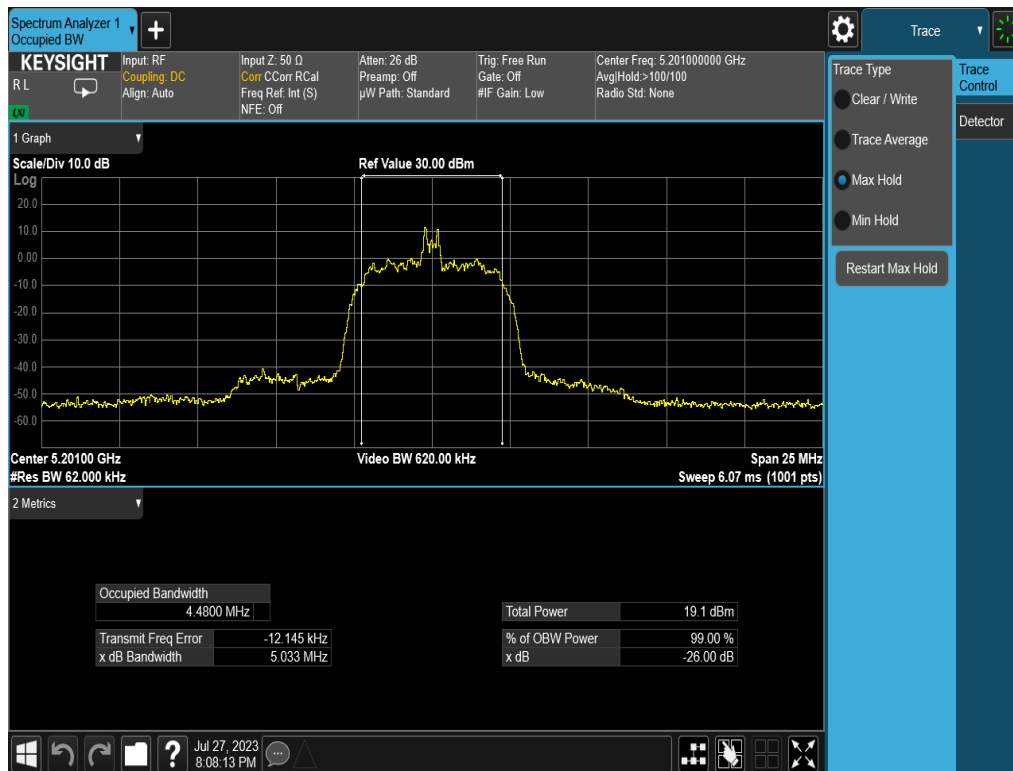 Spectrum Analyzer 1
Occupied BW
+
Trace
KEYSIGHT
R L
LXI
Input: RF
Coupling: DC
Align: Auto
Input Z: 50 Ω
Corr CCorr RCal
Freq Ref: Int (S)
NFE: Off
Atten: 26 dB
Preamp: Off
µW Path: Standard
Trig: Free Run
Gate: Off
#IF Gain: Low
Center Freq: 5.201000000 GHz
Avg|Hold:>100/100
Radio Std: None
Trace Type
Clear / Write
Trace Average
Max Hold
Min Hold
Restart Max Hold
Trace
Control
Detector
1 Graph
Scale/Div 10.0 dB
Ref Value 30.00 dBm
Log
20.0
10.0
0.00
-10.0
-20.0
-30.0
-40.0
-50.0
-60.0
Center 5.20100 GHz
Video BW 620.00 kHz
Span 25 MHz
#Res BW 62.000 kHz
Sweep 6.07 ms (1001 pts)
2 Metrics
Occupied Bandwidth
4.4800 MHz
Total Power 19.1 dBm
Transmit Freq Error -12.145 kHz
% of OBW Power 99.00 %
x dB Bandwidth 5.033 MHz
x dB -26.00 dB
?
Jul 27, 2023
8:08:13 PM